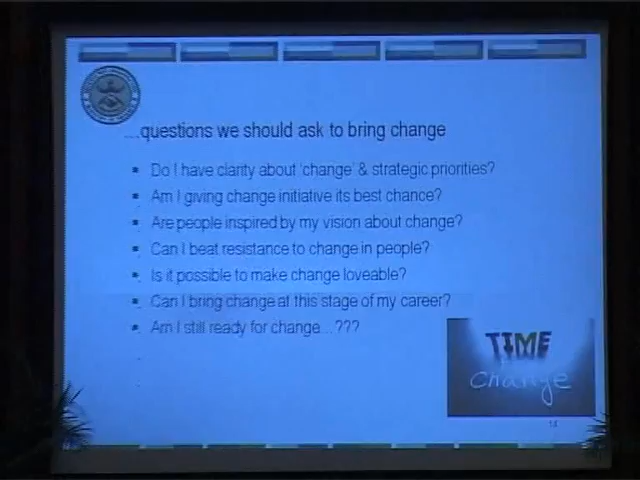 ...questions we should ask to bring change
▪ Do I have clarity about 'change' & strategic priorities?
▪ Am I giving change initiative its best chance?
▪ Are people inspired by my vision about change?
▪ Can I beat resistance to change in people?
▪ Is it possible to make change loveable?
▪ Can I bring change at this stage of my career?
▪ Am I still ready for change...???
TIME
change